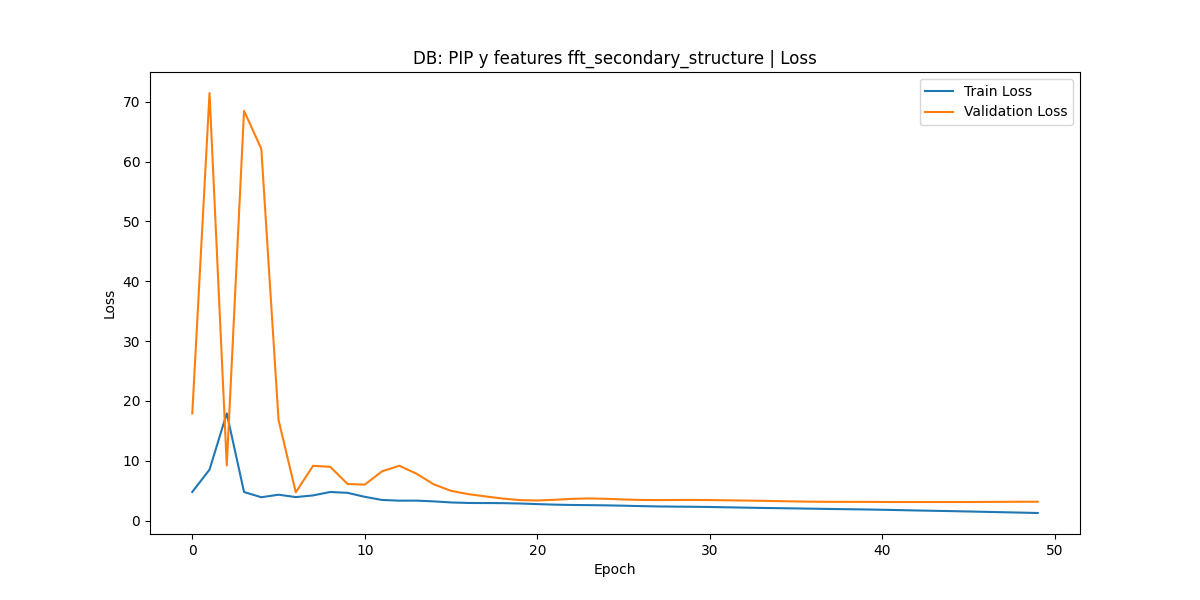 DB: PIP y features fft_secondary_structure | Loss
Train Loss
Validation Loss
70
60
50
40
30
20
10
0
Loss
0 10 20 30 40 50
Epoch